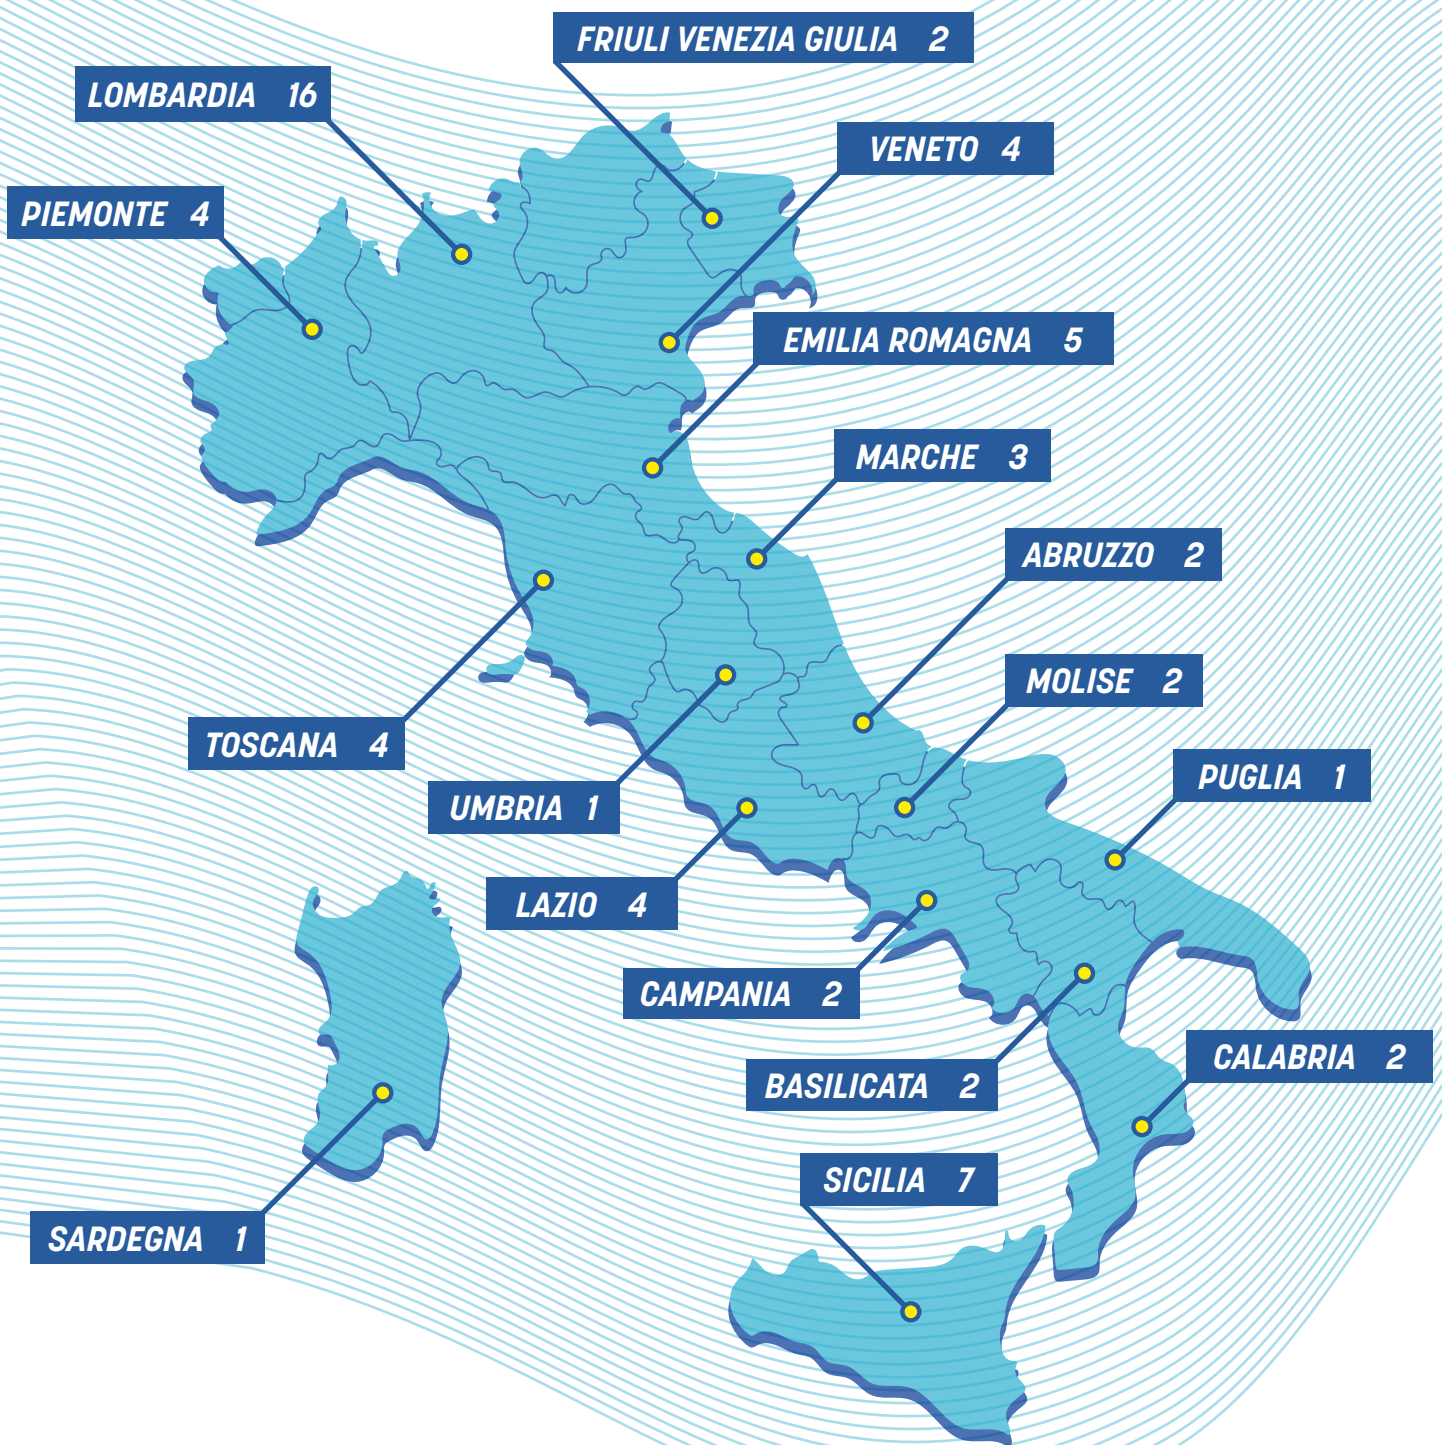 FRIULI VENEZIA GIULIA 2
LOMBARDIA 16
VENETO 4
PIEMONTE 4
EMILIA ROMAGNA 5
MARCHE 3
ABRUZZO 2
MOLISE 2
TOSCANA 4
PUGLIA 1
UMBRIA 1
LAZIO 4
CAMPANIA 2
CALABRIA 2
BASILICATA 2
SICILIA 7
SARDEGNA 1